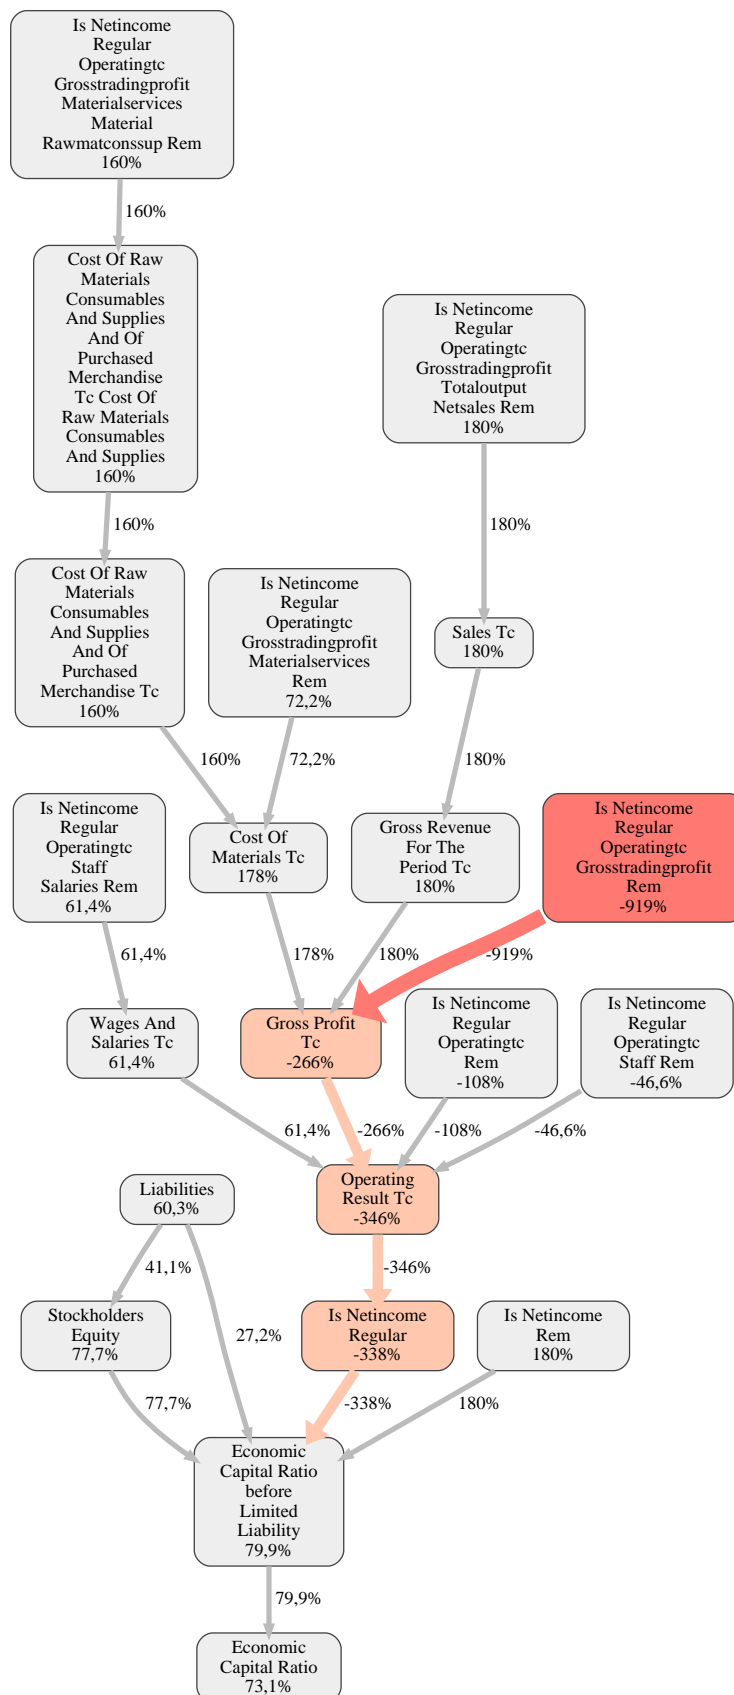 Is Netincome
Regular
Operatingtc
Grosstradingprofit
Materialservices
Material
Rawmatconssup Rem
160%
160%
Cost Of Raw
Materials
Consumables
And Supplies
And Of
Purchased
Merchandise
Tc Cost Of
Raw Materials
Consumables
And Supplies
160%
Is Netincome
Regular
Operatingtc
Grosstradingprofit
Totaloutput
Netsales Rem
180%
160%
180%
Cost Of Raw
Materials
Consumables
And Supplies
And Of
Purchased
Merchandise Tc
160%
Is Netincome
Regular
Operatingtc
Grosstradingprofit
Materialservices
Rem
72,2%
Sales Tc
180%
160%
72,2%
180%
Is Netincome
Regular
Operatingtc
Staff
Salaries Rem
61,4%
Cost Of
Materials Tc
178%
Gross Revenue
For The
Period Tc
180%
Is Netincome
Regular
Operatingtc
Grosstradingprofit
Rem
-919%
61,4%
178%
180%
-919%
Wages And
Salaries Tc
61,4%
Gross Profit
Tc
-266%
Is Netincome
Regular
Operatingtc
Rem
-108%
Is Netincome
Regular
Operatingtc
Staff Rem
-46,6%
61,4%
-266%
-108%
-46,6%
Liabilities
60,3%
Operating
Result Tc
-346%
41,1%
-346%
Stockholders
Equity
77,7%
27,2%
Is Netincome
Regular
-338%
Is Netincome
Rem
180%
77,7%
-338%
180%
Economic
Capital Ratio
before
Limited
Liability
79,9%
79,9%
Economic
Capital Ratio
73,1%